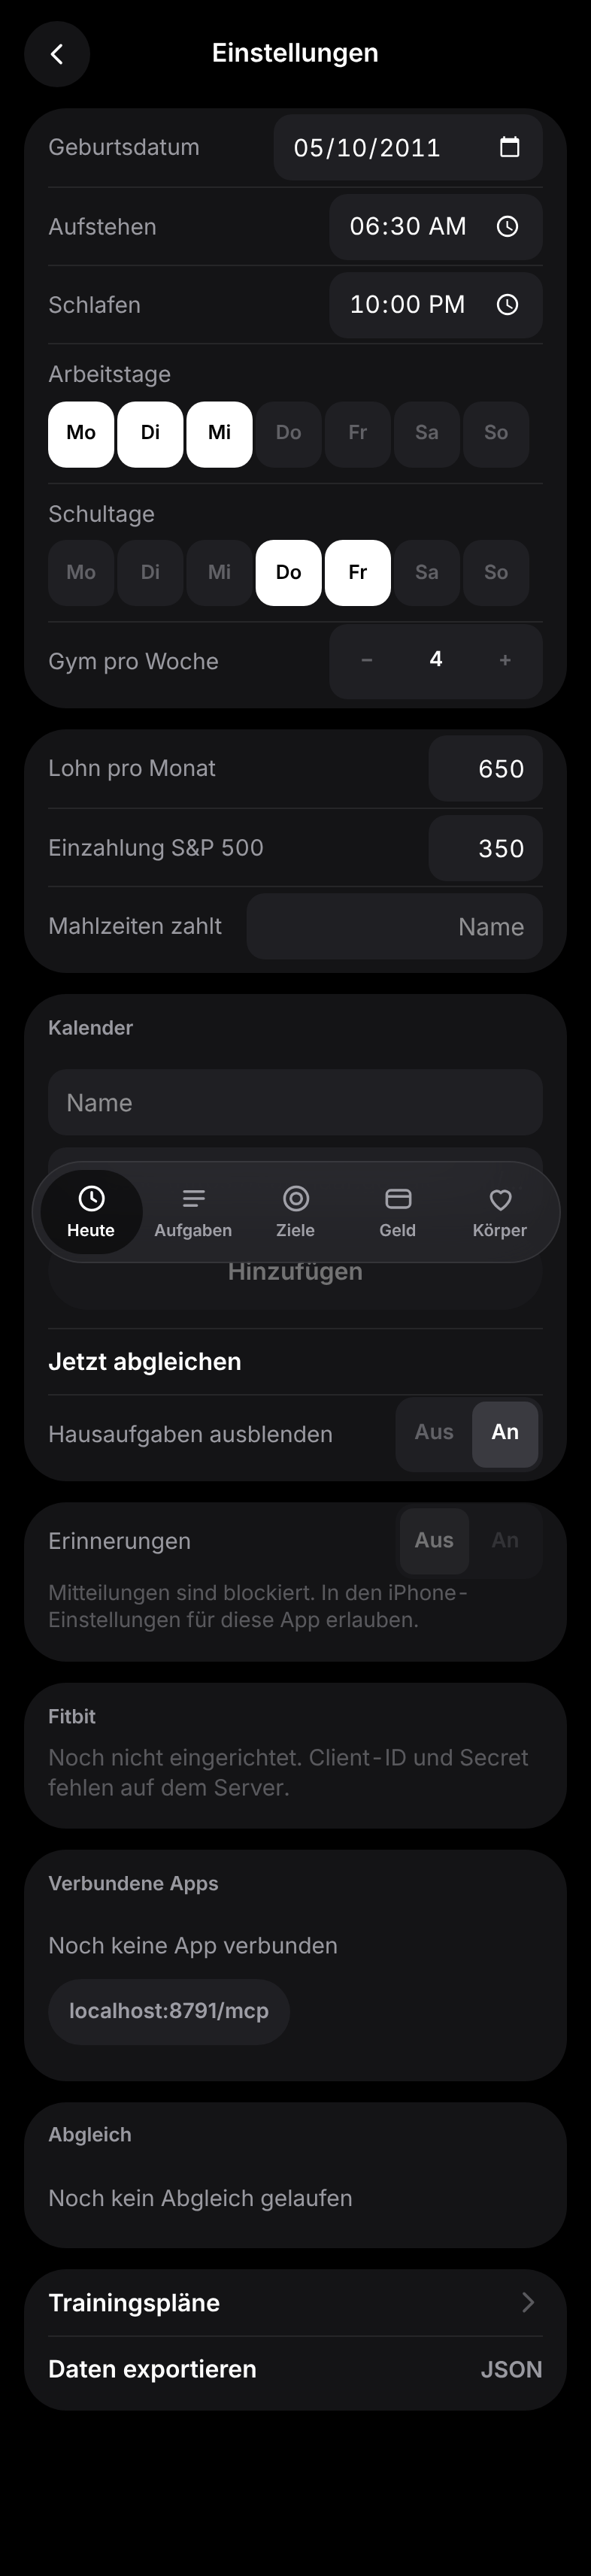 Einstellungen
Geburtsdatum 05/10/2011
Aufstehen 06:30 AM
Schlafen 10:00 PM
Arbeitstage
Mo Di Mi Do Fr Sa So
Schultage
Mo Di Mi Do Fr Sa So
Gym pro Woche − 4 +
Lohn pro Monat 650
Einzahlung S&P 500 350
Mahlzeiten zahlt Name
Kalender
Name
Heute Aufgaben Ziele Geld Körper
Hinzufügen
Jetzt abgleichen
Hausaufgaben ausblenden Aus An
Erinnerungen Aus An
Mitteilungen sind blockiert. In den iPhone-
Einstellungen für diese App erlauben.
Fitbit
Noch nicht eingerichtet. Client-ID und Secret
fehlen auf dem Server.
Verbundene Apps
Noch keine App verbunden
localhost:8791/mcp
Abgleich
Noch kein Abgleich gelaufen
Trainingspläne
Daten exportieren JSON